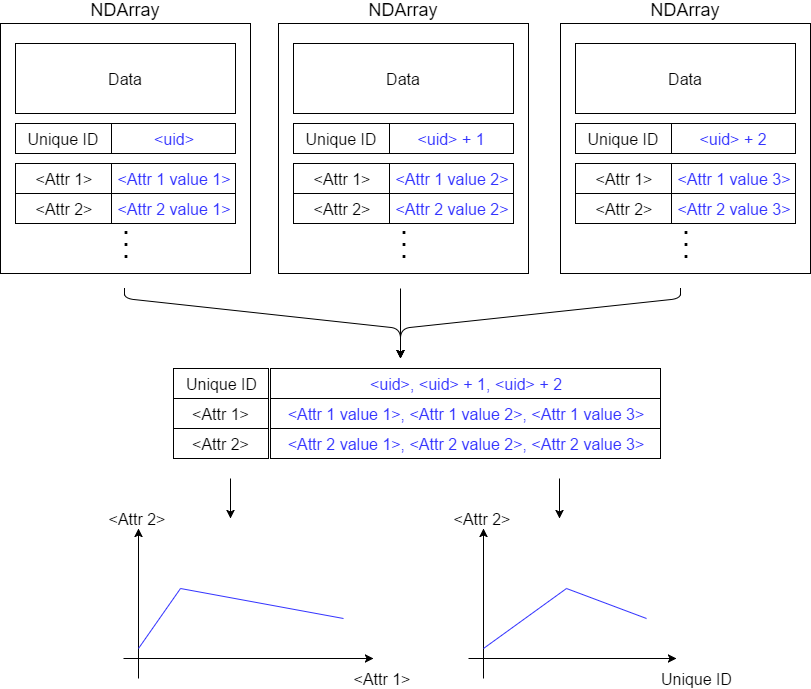 NDArray NDArray NDArray
Data Data Data
Unique ID <uid> Unique ID <uid> + 1 Unique ID <uid> + 2
<Attr 1> <Attr 1 value 1> <Attr 1> <Attr 1 value 2> <Attr 1> <Attr 1 value 3>
<Attr 2> <Attr 2 value 1> <Attr 2> <Attr 2 value 2> <Attr 2> <Attr 2 value 3>
Unique ID <uid>, <uid> + 1, <uid> + 2
<Attr 1> <Attr 1 value 1>, <Attr 1 value 2>, <Attr 1 value 3>
<Attr 2> <Attr 2 value 1>, <Attr 2 value 2>, <Attr 2 value 3>
<Attr 2> <Attr 2>
<Attr 1> Unique ID